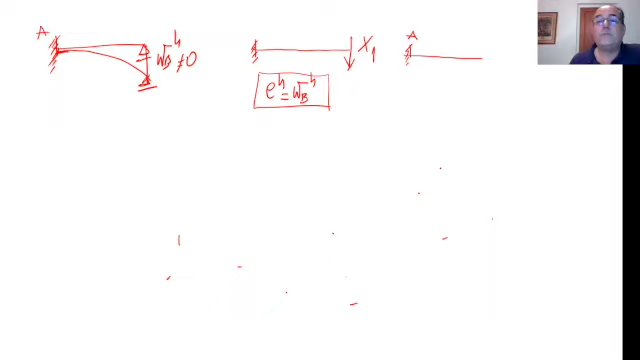 A
w_B^h ≠ 0
X_1
e^h = w_B^h
A